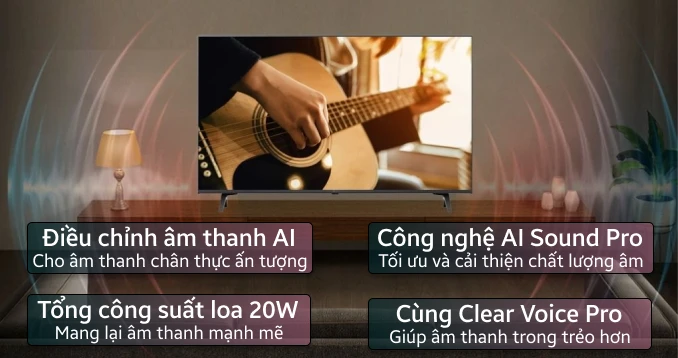 Điều chỉnh âm thanh AI
Cho âm thanh chân thực ấn tượng
Công nghệ AI Sound Pro
Tối ưu và cải thiện chất lượng âm
Tổng công suất loa 20W
Mang lại âm thanh mạnh mẽ
Cùng Clear Voice Pro
Giúp âm thanh trong trẻo hơn